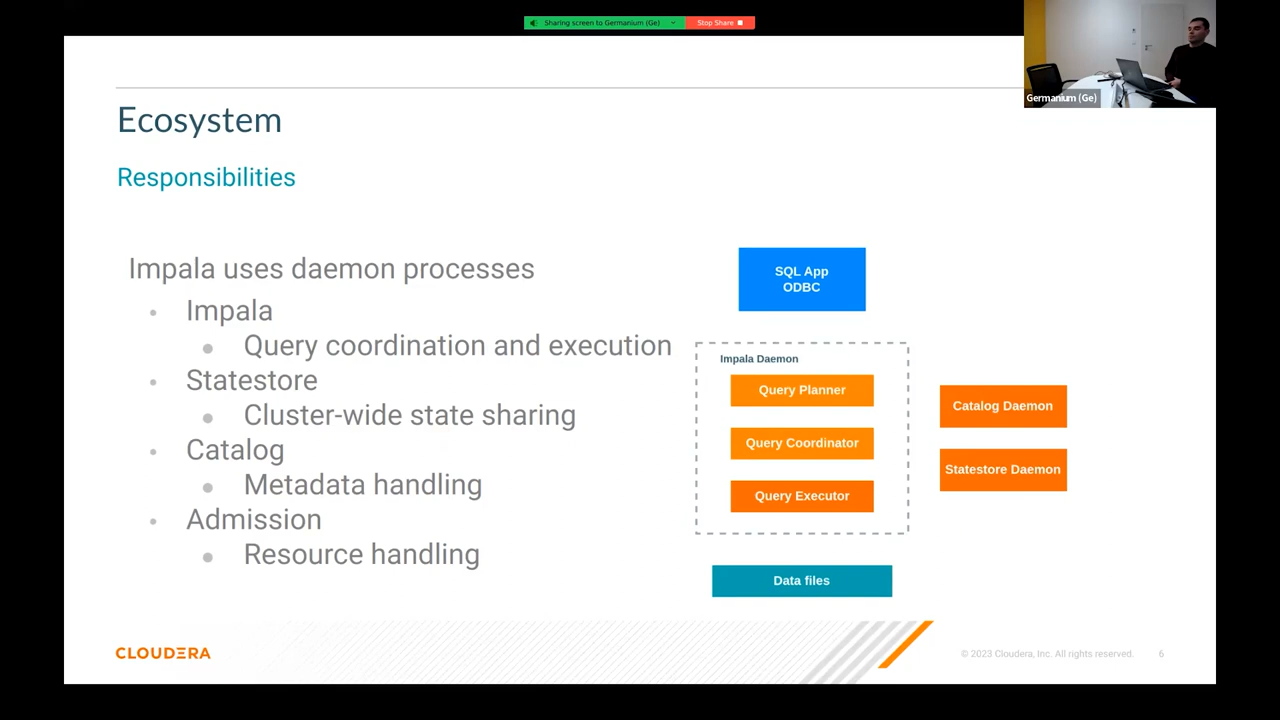 Sharing screen to Germanium (Ge)
Stop Share
Germanium (Ge)
Ecosystem
Responsibilities
Impala uses daemon processes
Impala
Query coordination and execution
Statestore
Cluster-wide state sharing
Catalog
Metadata handling
Admission
Resource handling
SQL App
ODBC
Impala Daemon
Query Planner
Query Coordinator
Query Executor
Catalog Daemon
Statestore Daemon
Data files
CLOUDERA
© 2023 Cloudera, Inc. All rights reserved.
6